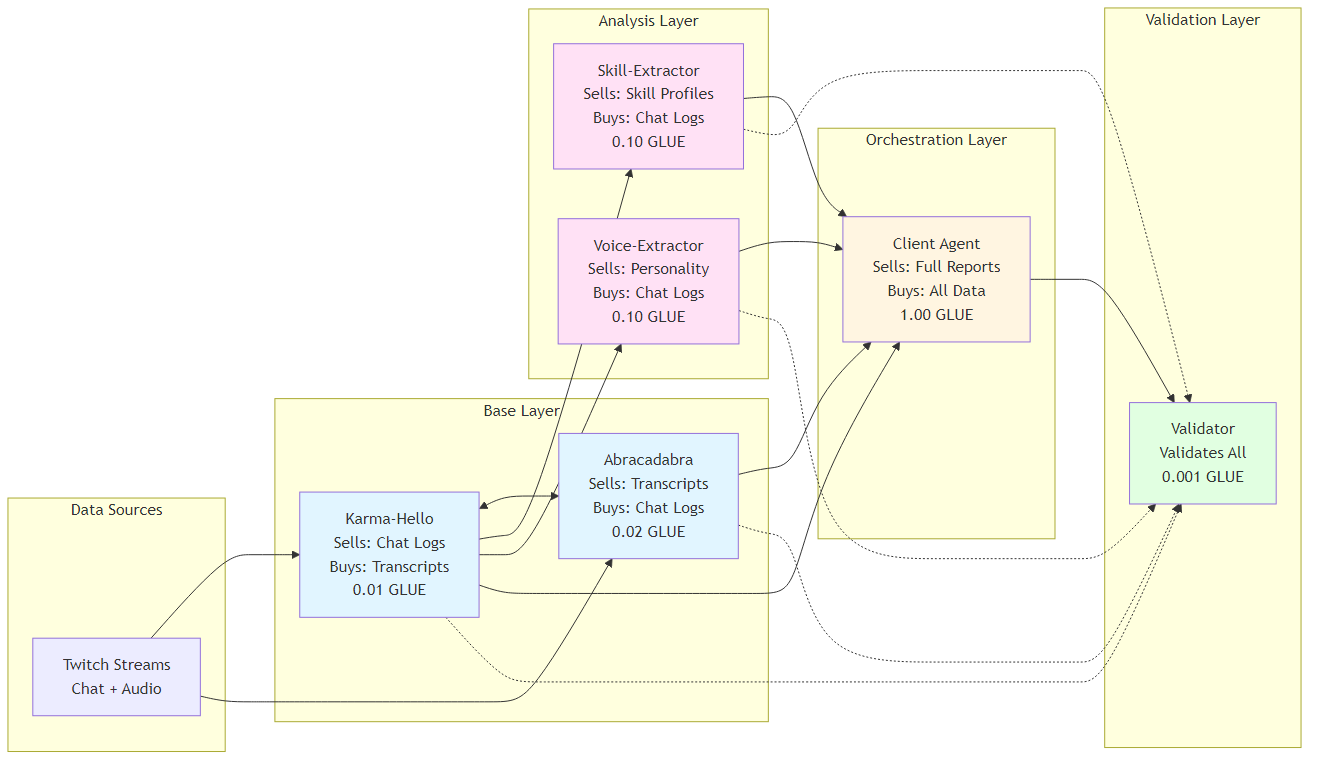 Data Sources
Twitch Streams
Chat + Audio
Base Layer
Karma-Hello
Sells: Chat Logs
Buys: Transcripts
0.01 GLUE
Abracadabra
Sells: Transcripts
Buys: Chat Logs
0.02 GLUE
Analysis Layer
Skill-Extractor
Sells: Skill Profiles
Buys: Chat Logs
0.10 GLUE
Voice-Extractor
Sells: Personality
Buys: Chat Logs
0.10 GLUE
Orchestration Layer
Client Agent
Sells: Full Reports
Buys: All Data
1.00 GLUE
Validation Layer
Validator
Validates All
0.001 GLUE